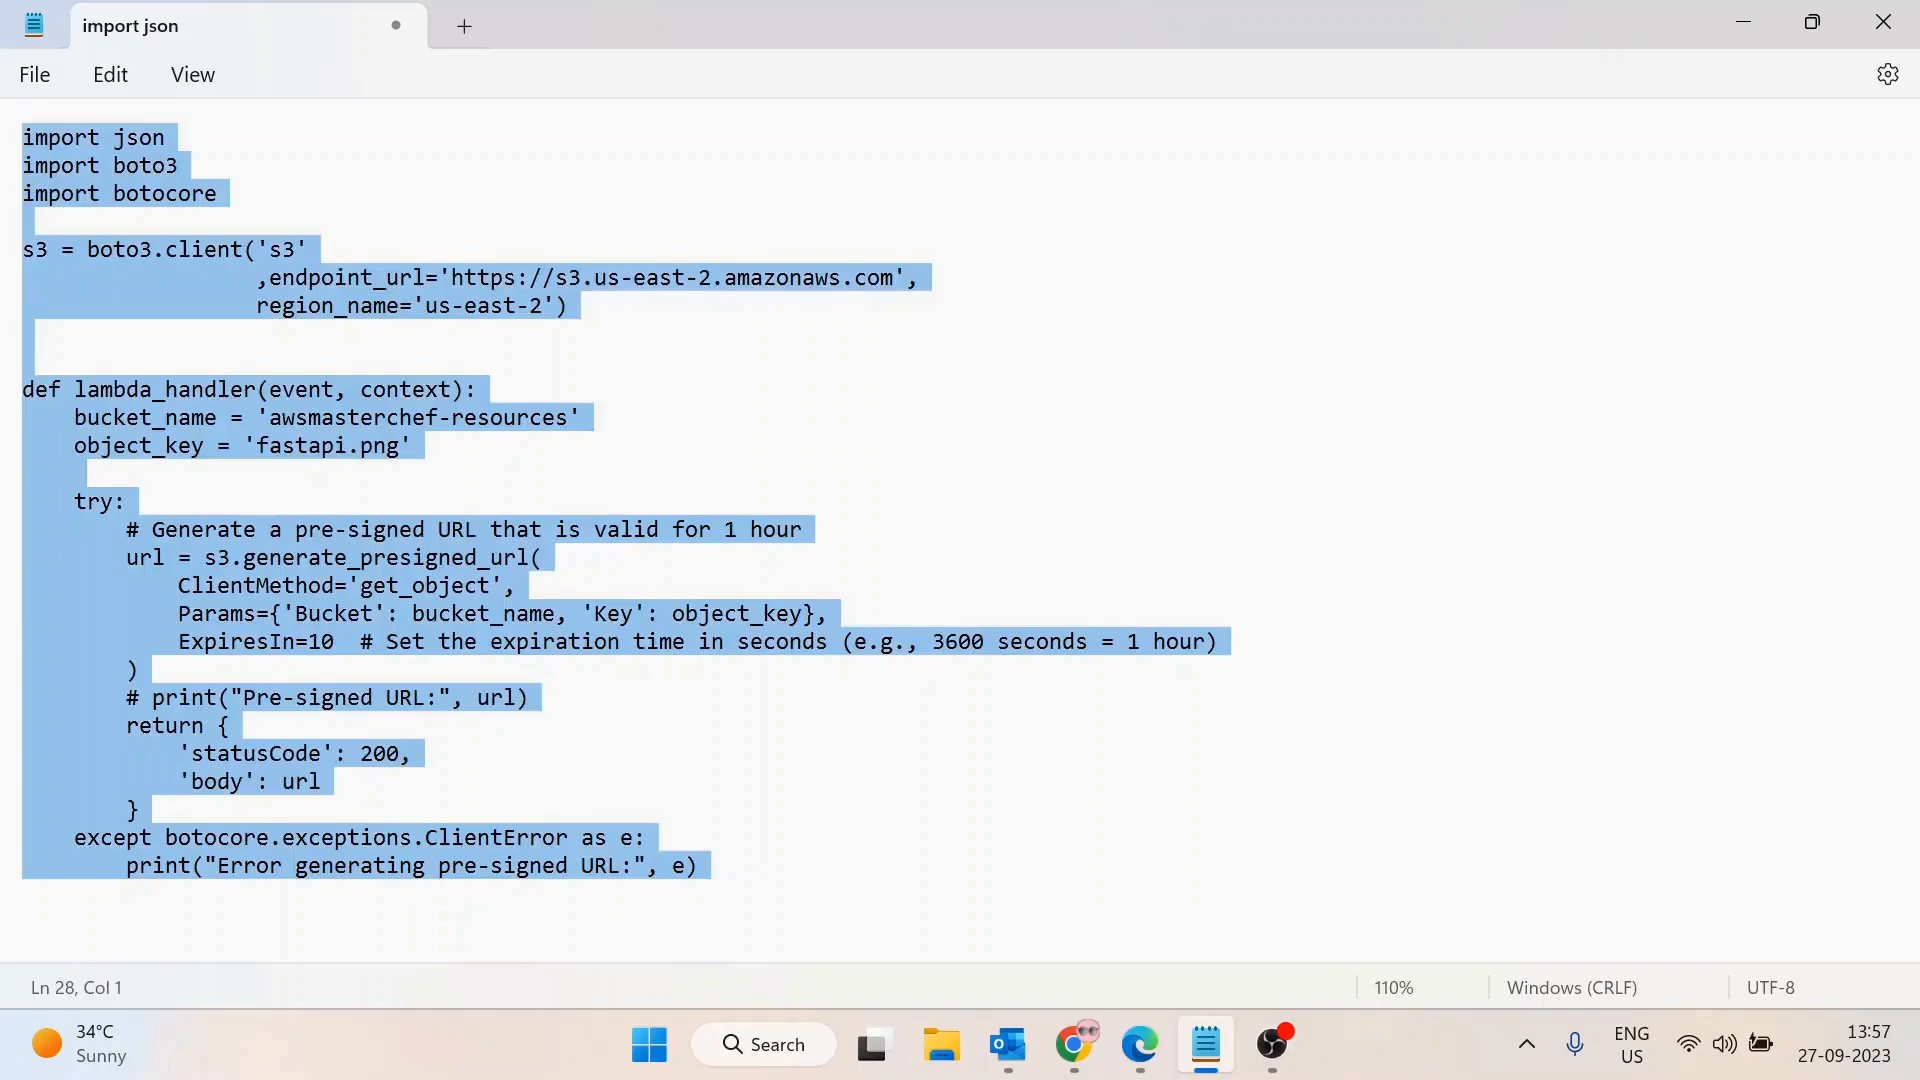 import json
File
Edit
View
import json
import boto3
import botocore
s3 = boto3.client('s3'
,endpoint_url='https://s3.us-east-2.amazonaws.com',
region_name='us-east-2')
def lambda_handler(event, context):
bucket_name = 'awsmasterchef-resources'
object_key = 'fastapi.png'
try:
# Generate a pre-signed URL that is valid for 1 hour
url = s3.generate_presigned_url(
ClientMethod='get_object',
Params={'Bucket': bucket_name, 'Key': object_key},
ExpiresIn=10  # Set the expiration time in seconds (e.g., 3600 seconds = 1 hour)
)
# print("Pre-signed URL:", url)
return {
'statusCode': 200,
'body': url
}
except botocore.exceptions.ClientError as e:
print("Error generating pre-signed URL:", e)
Ln 28, Col 1
110%
Windows (CRLF)
UTF-8
34°C
Sunny
Search
ENG
US
13:57
27-09-2023